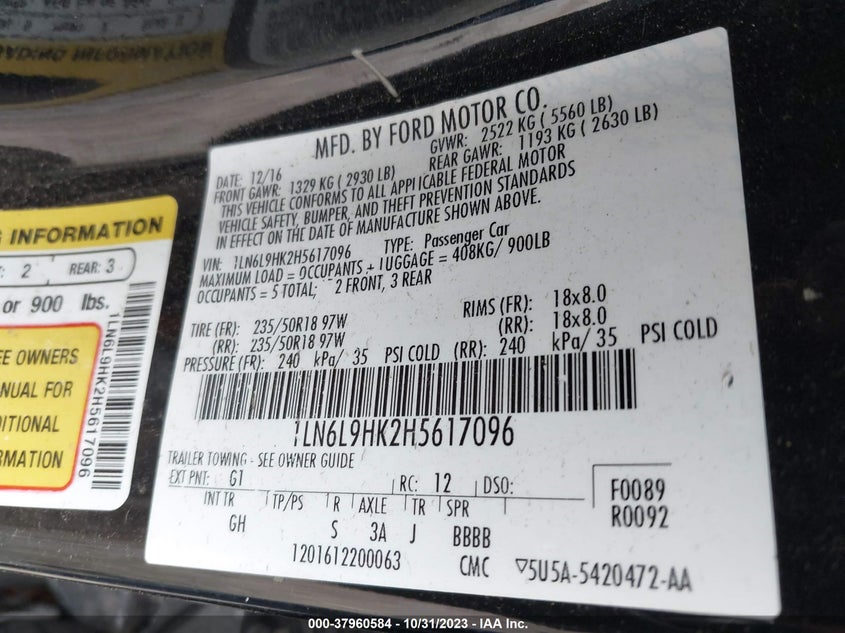 G INFORMATION
: 2 REAR: 3
or 900 lbs.
EE OWNERS
ANUAL FOR
DITIONAL
RMATION
1LN6L9HK2H5617096
MFD. BY FORD MOTOR CO.
DATE: 12/16 GVWR: 2522 KG ( 5560 LB)
FRONT GAWR: 1329 KG ( 2930 LB) REAR GAWR: 1193 KG ( 2630 LB)
THIS VEHICLE CONFORMS TO ALL APPLICABLE FEDERAL MOTOR
VEHICLE SAFETY, BUMPER, AND THEFT PREVENTION STANDARDS
IN EFFECT ON THE DATE OF MANUFACTURE SHOWN ABOVE.
VIN: 1LN6L9HK2H5617096 TYPE: Passenger Car
MAXIMUM LOAD = OCCUPANTS + LUGGAGE = 408KG/ 900LB
OCCUPANTS = 5 TOTAL; 2 FRONT, 3 REAR
TIRE (FR): 235/50R18 97W RIMS (FR): 18x8.0
(RR): 235/50R18 97W (RR): 18x8.0
PRESSURE (FR): 240 kPa/ 35 PSI COLD (RR): 240 kPa/ 35 PSI COLD
1LN6L9HK2H5617096
TRAILER TOWING - SEE OWNER GUIDE
EXT PNT: G1 RC: 12 DSO: F0089
INT TR TP/PS R AXLE TR SPR R0092
GH S 3A J BBBB
1201612200063 CMC ▽5U5A-5420472-AA
000-37960584 - 10/31/2023 - IAA Inc.